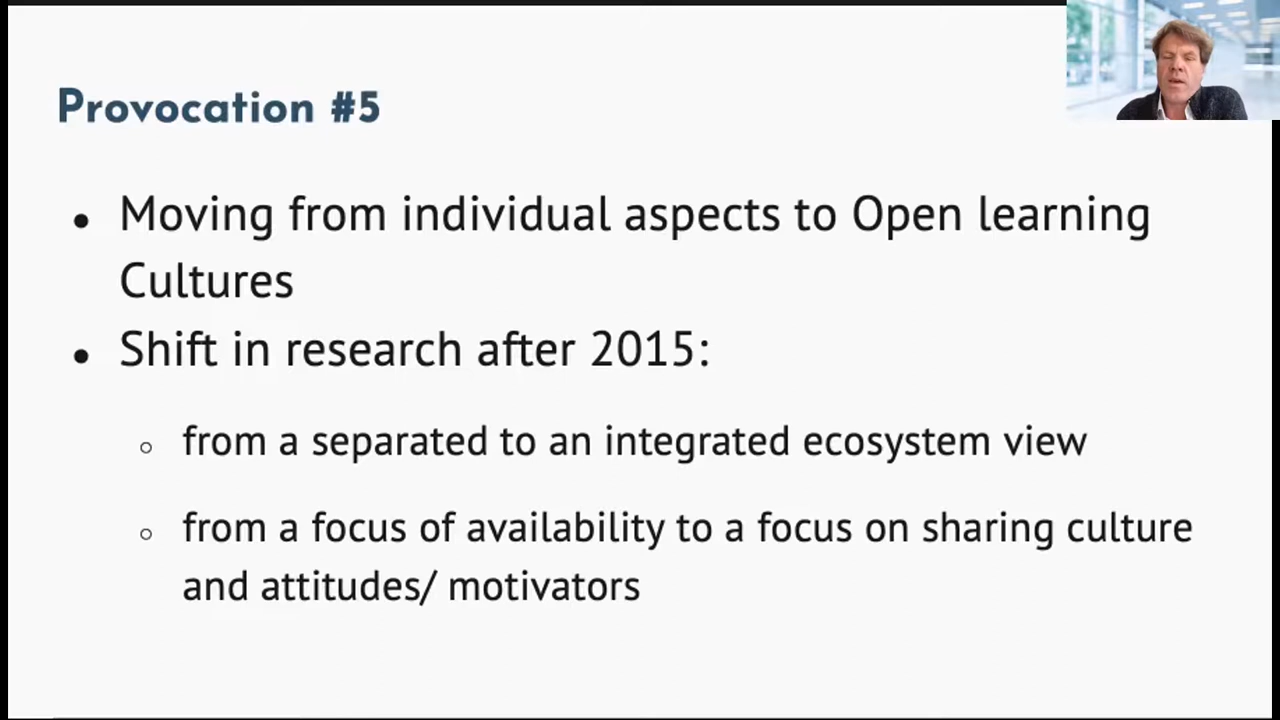 Provocation #5
• Moving from individual aspects to Open learning
Cultures
• Shift in research after 2015:
○ from a separated to an integrated ecosystem view
○ from a focus of availability to a focus on sharing culture
and attitudes/ motivators